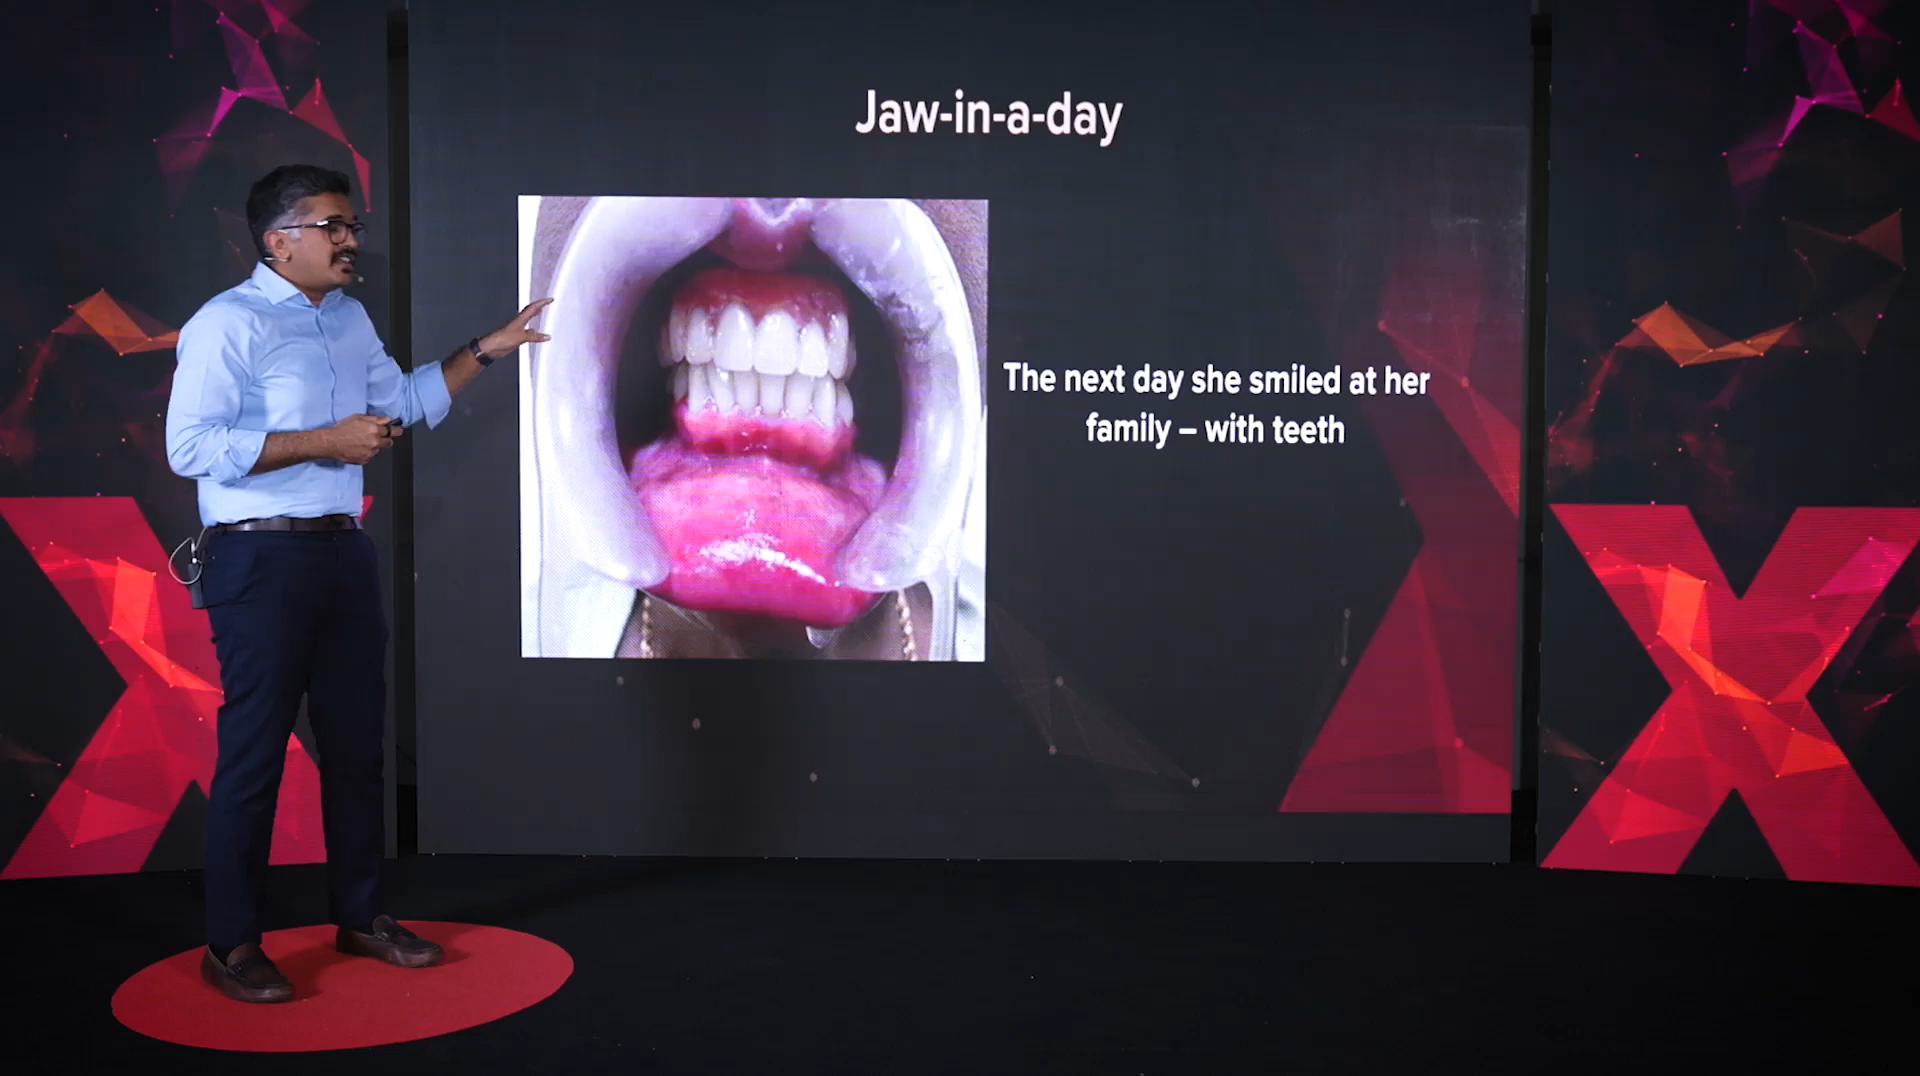 Jaw-in-a-day
The next day she smiled at her
family – with teeth
X
X